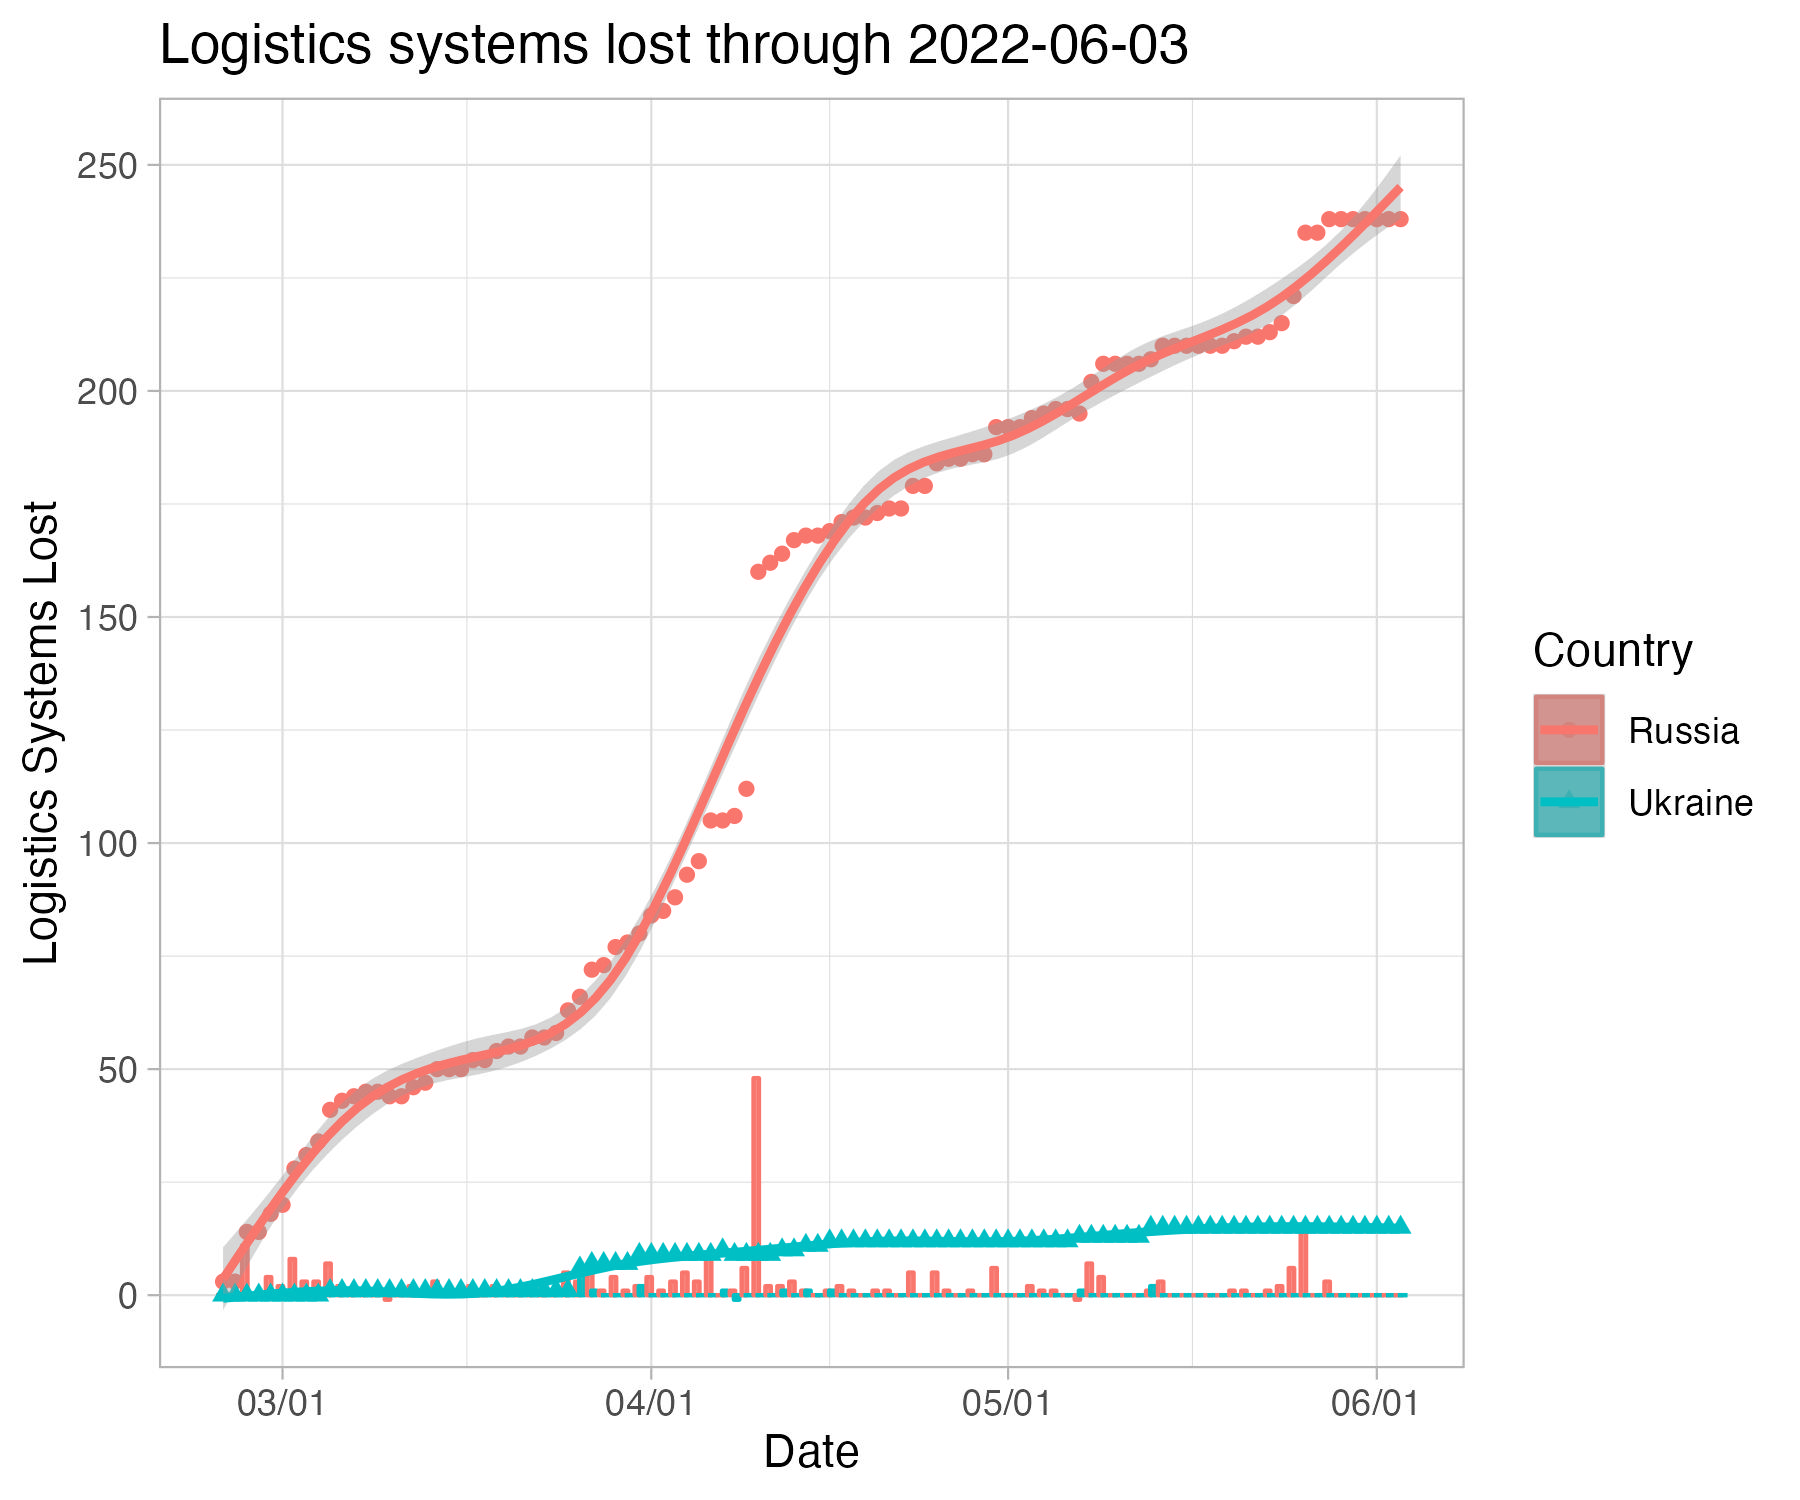 Logistics systems lost through 2022-06-03
Logistics Systems Lost
250
200
150
100
50
0
03/01
04/01
05/01
06/01
Date
Country
Russia
Ukraine